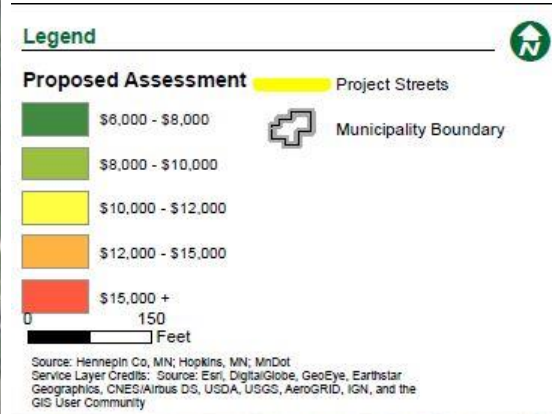 Legend
N
Proposed Assessment
Project Streets
$6,000 - $8,000
Municipality Boundary
$8,000 - $10,000
$10,000 - $12,000
$12,000 - $15,000
$15,000 +
0 150
Feet
Source: Hennepin Co, MN; Hopkins, MN; MnDot
Service Layer Credits: Source: Esri, DigitalGlobe, GeoEye, Earthstar
Geographics, CNES/Airbus DS, USDA, USGS, AeroGRID, IGN, and the
GIS User Community